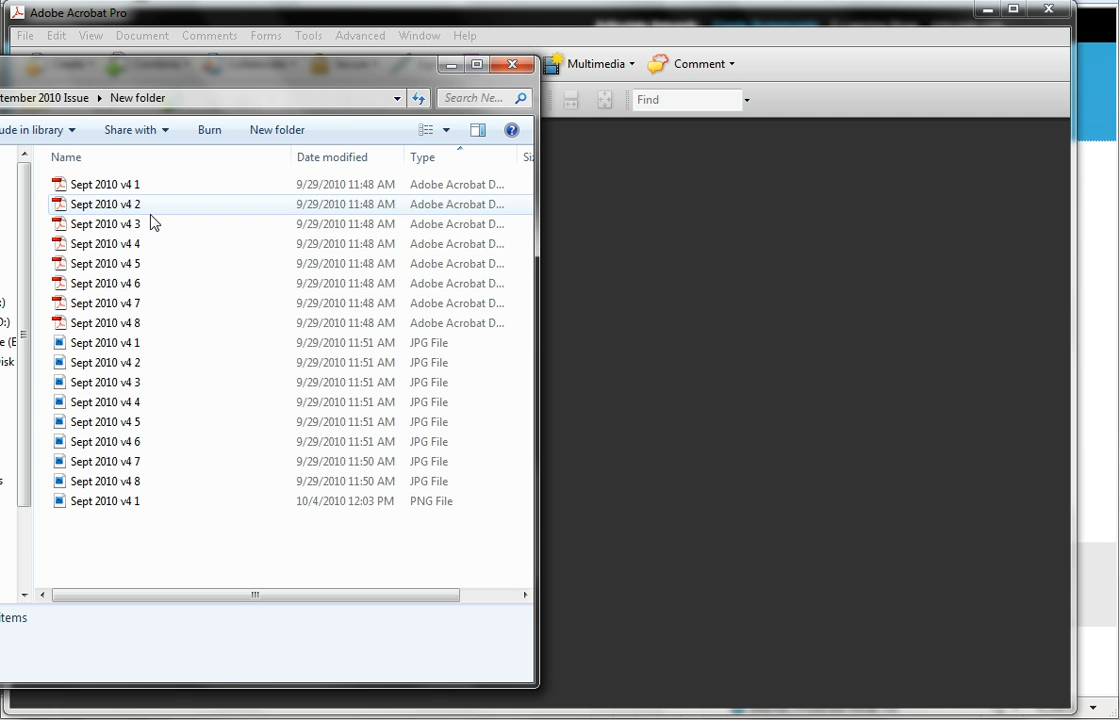 Adobe Acrobat Pro
File Edit View Document Comments Forms Tools Advanced Window Help
Multimedia Comment
tember 2010 Issue New folder Search Ne...
Find
ude in library Share with Burn New folder
Name Date modified Type Si
Sept 2010 v4 1 9/29/2010 11:48 AM Adobe Acrobat D...
Sept 2010 v4 2 9/29/2010 11:48 AM Adobe Acrobat D...
Sept 2010 v4 3 9/29/2010 11:48 AM Adobe Acrobat D...
Sept 2010 v4 4 9/29/2010 11:48 AM Adobe Acrobat D...
Sept 2010 v4 5 9/29/2010 11:48 AM Adobe Acrobat D...
Sept 2010 v4 6 9/29/2010 11:48 AM Adobe Acrobat D...
:) Sept 2010 v4 7 9/29/2010 11:48 AM Adobe Acrobat D...
D:) Sept 2010 v4 8 9/29/2010 11:48 AM Adobe Acrobat D...
e (E Sept 2010 v4 1 9/29/2010 11:51 AM JPG File
isk Sept 2010 v4 2 9/29/2010 11:51 AM JPG File
Sept 2010 v4 3 9/29/2010 11:51 AM JPG File
Sept 2010 v4 4 9/29/2010 11:51 AM JPG File
Sept 2010 v4 5 9/29/2010 11:51 AM JPG File
Sept 2010 v4 6 9/29/2010 11:51 AM JPG File
Sept 2010 v4 7 9/29/2010 11:50 AM JPG File
s Sept 2010 v4 8 9/29/2010 11:50 AM JPG File
Sept 2010 v4 1 10/4/2010 12:03 PM PNG File
items